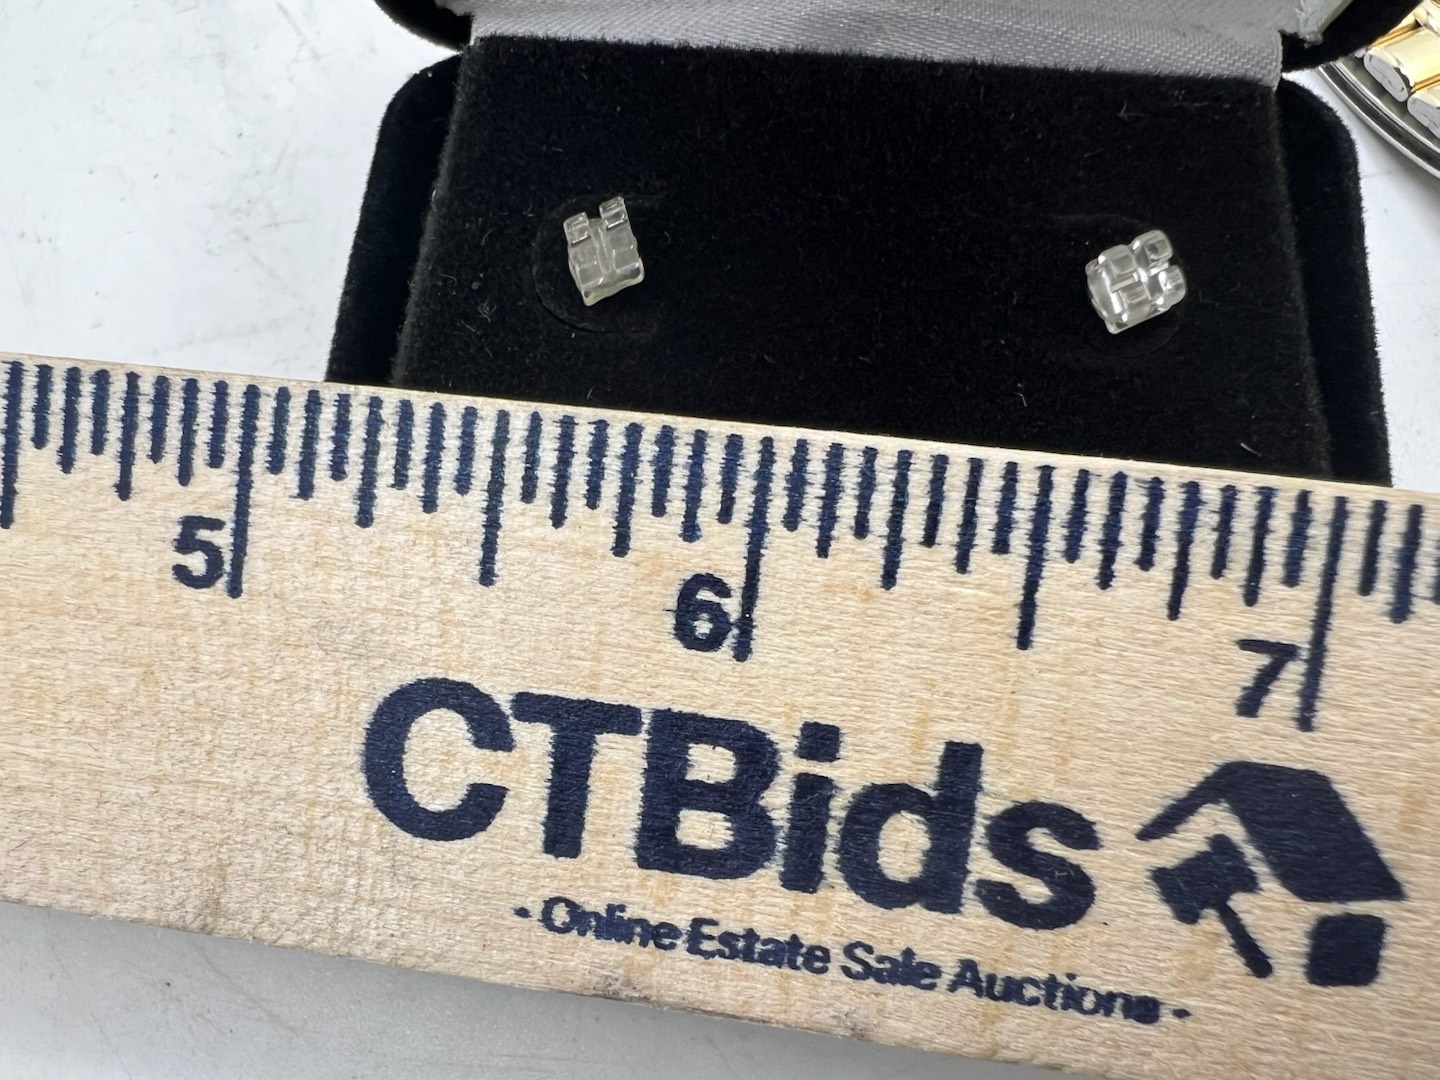 5 6 7
CTBids
- Online Estate Sale Auctions -